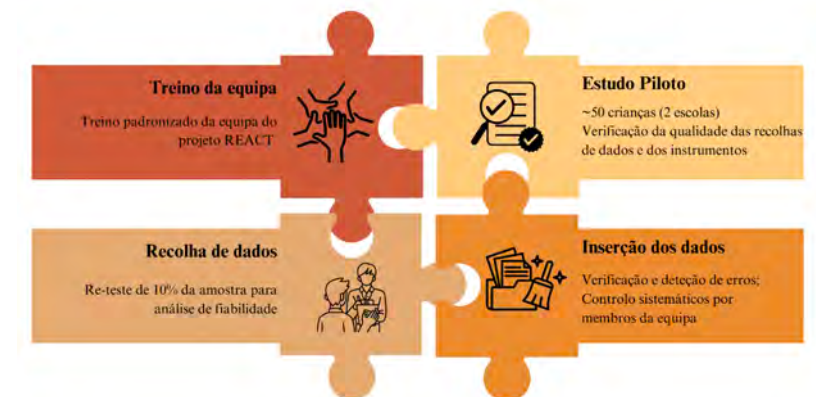 Treino da equipa
Treino padronizado da equipa do
projeto REACT
Estudo Piloto
~50 crianças (2 escolas)
Verificação da qualidade das recolhas
de dados e dos instrumentos
Recolha de dados
Re-teste de 10% da amostra para
análise de fiabilidade
Inserção dos dados
Verificação e deteção de erros;
Controlo sistemáticos por
membros da equipa